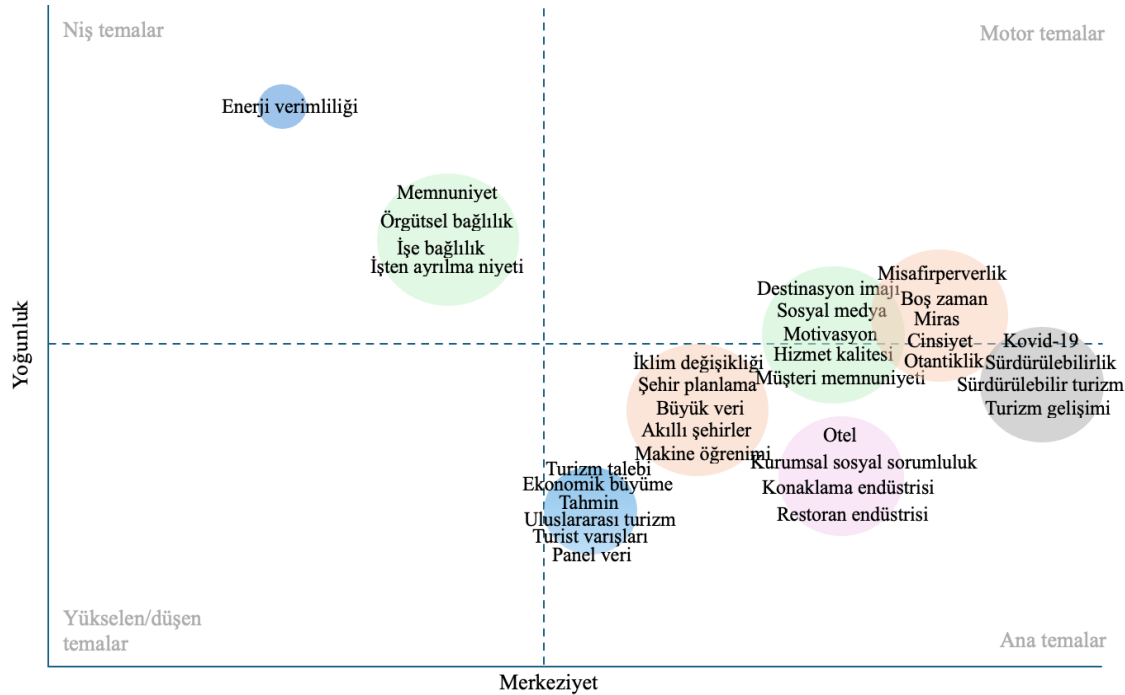 Niş temalar
Motor temalar
Enerji verimliliği
Memnuniyet
Örgütsel bağlılık
İşe bağlılık
İşten ayrılma niyeti
Destinasyon imajı
Sosyal medya
Motivasyon
Hizmet kalitesi
Müşteri memnuniyeti
Misafirperverlik
Boş zaman
Miras
Cinsiyet
Otantiklik
Kovid-19
Sürdürülebilirlik
Sürdürülebilir turizm
Turizm gelişimi
İklim değişikliği
Şehir planlama
Büyük veri
Akıllı şehirler
Makine öğrenimi
Otel
Kurumsal sosyal sorumluluk
Konaklama endüstrisi
Restoran endüstrisi
Turizm talebi
Ekonomik büyüme
Tahmin
Uluslararası turizm
Turist varışları
Panel veri
Yoğunluk
Yükselen/düşen
temalar
Ana temalar
Merkeziyet